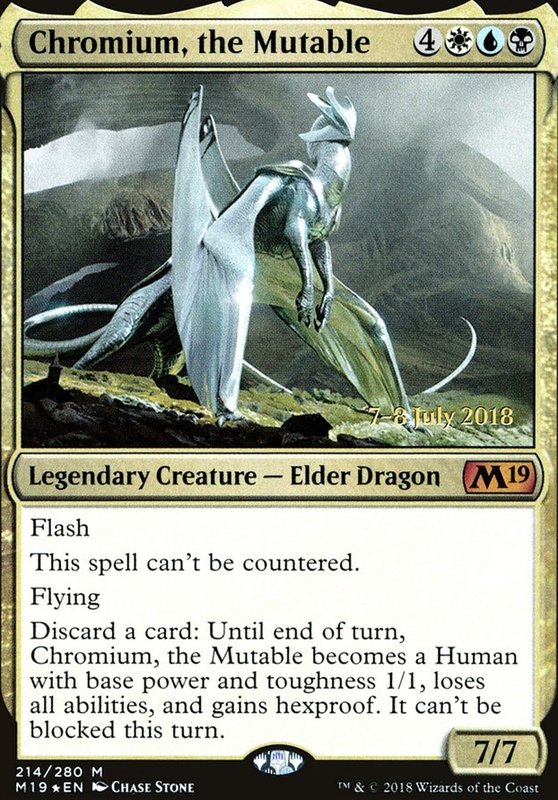 Chromium, the Mutable 4
7–8 July 2018
Legendary Creature — Elder Dragon M19
Flash
This spell can't be countered.
Flying
Discard a card: Until end of turn,
Chromium, the Mutable becomes a Human
with base power and toughness 1/1, loses
all abilities, and gains hexproof. It can't be
blocked this turn.
7/7
214/280 M
M19 ★ EN CHASE STONE
™ & © 2018 Wizards of the Coast